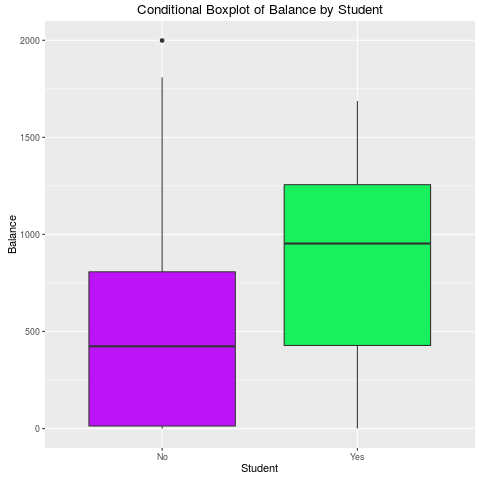 Conditional Boxplot of Balance by Student
2000
1500
1000
500
0
Balance
No Yes
Student